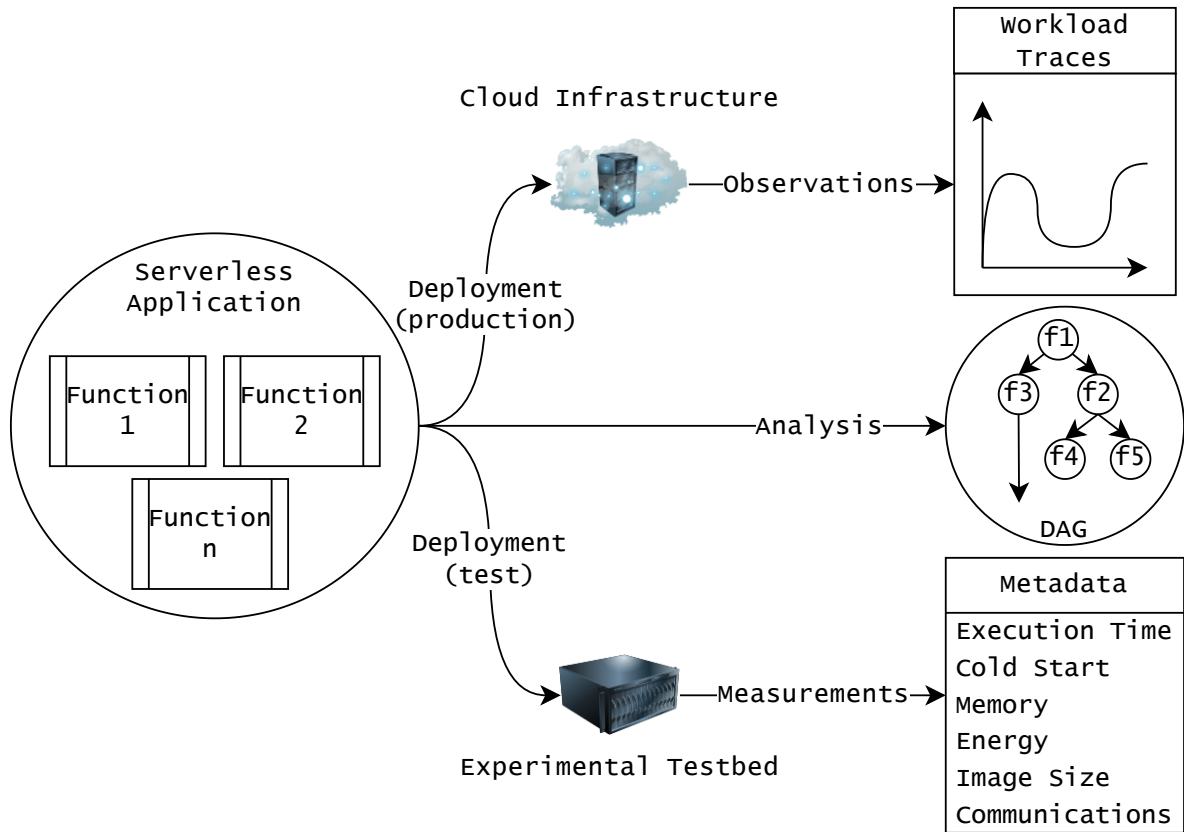 Workload
Traces
Cloud Infrastructure
Observations
Serverless
Application
Deployment
(production)
Function
1
Function
2
Function
n
Analysis
f1
f3
f2
f4
f5
DAG
Deployment
(test)
Metadata
Execution Time
Cold Start
Memory
Energy
Image Size
Communications
Measurements
Experimental Testbed